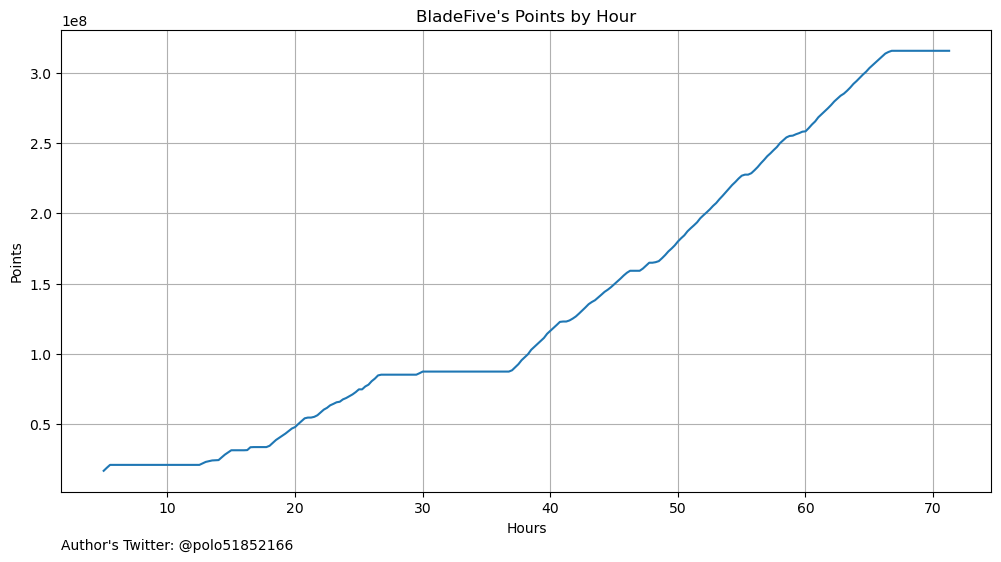 BladeFive's Points by Hour
1e8
3.0
2.5
2.0
1.5
1.0
0.5
Points
10 20 30 40 50 60 70
Hours
Author's Twitter: @polo51852166